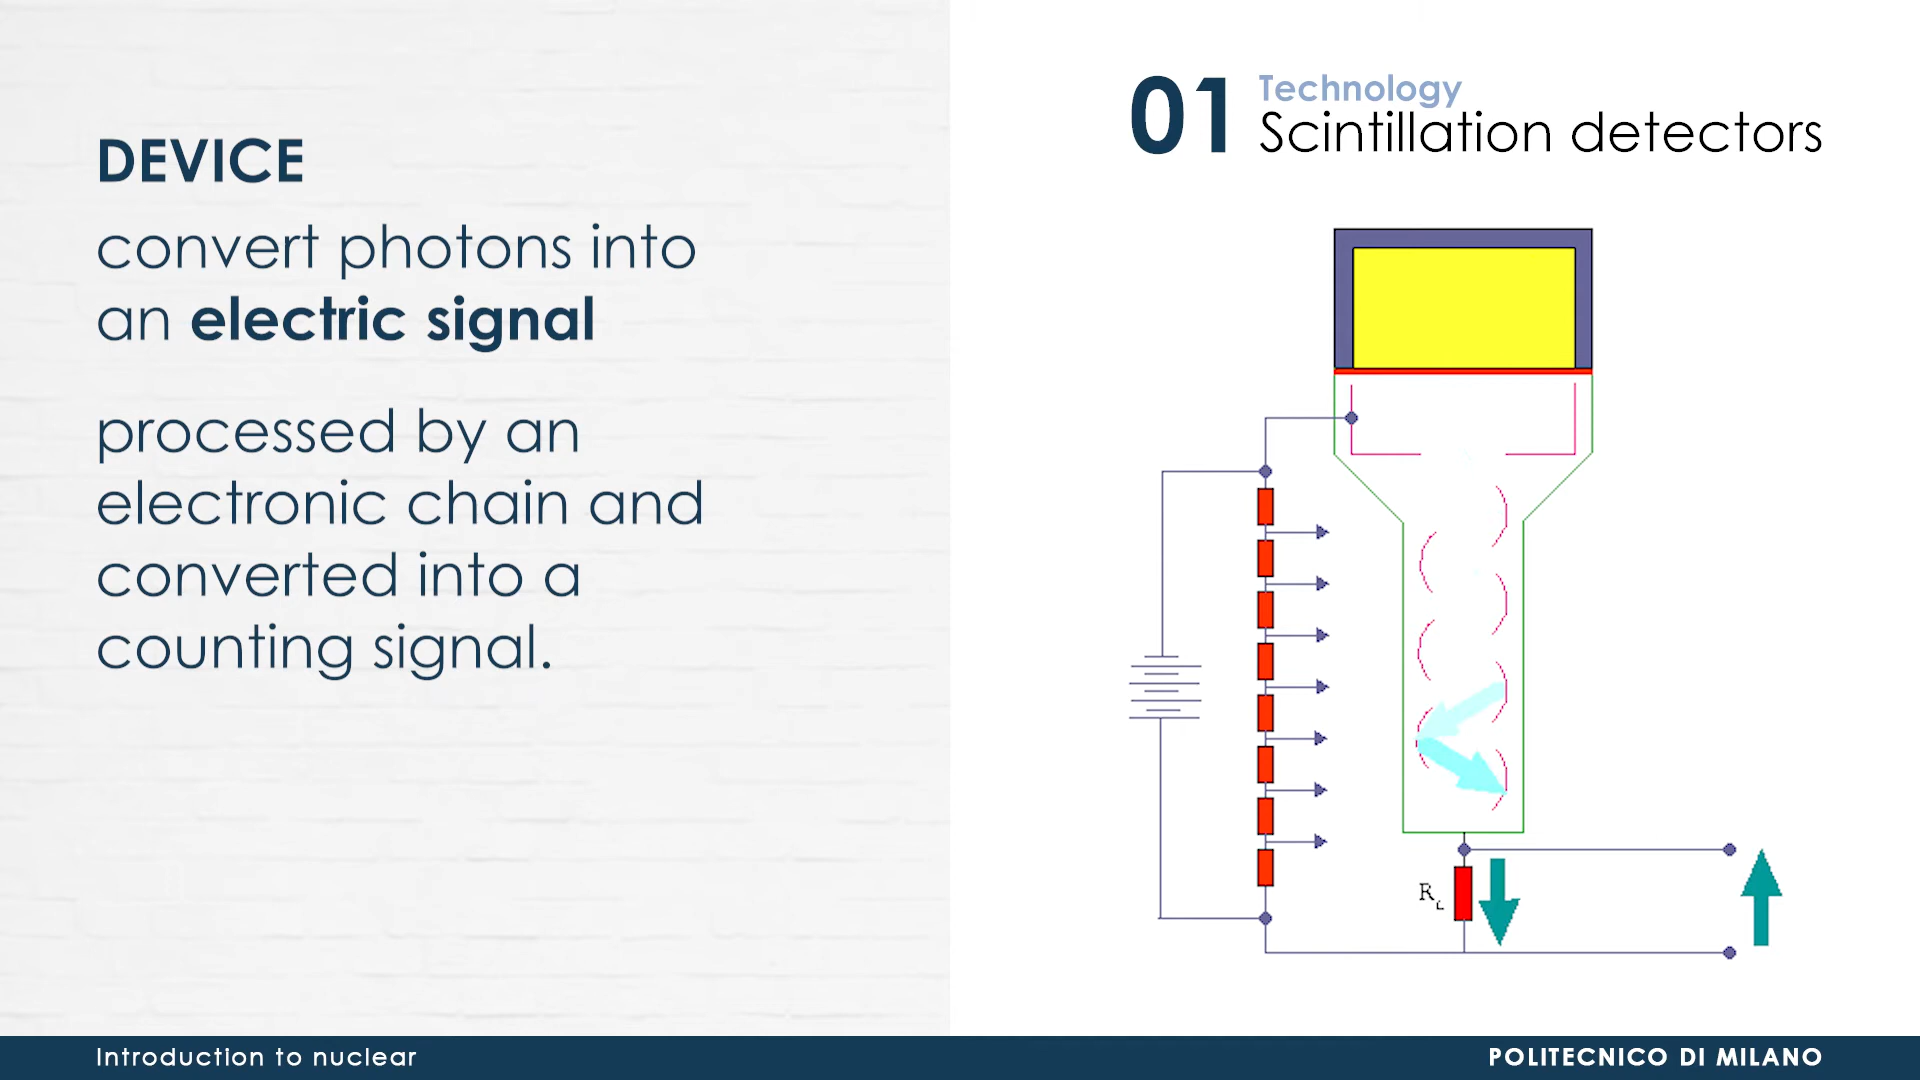 DEVICE
convert photons into
an electric signal
processed by an
electronic chain and
converted into a
counting signal.
01
Technology
Scintillation detectors
R L
Introduction to nuclear
POLITECNICO DI MILANO